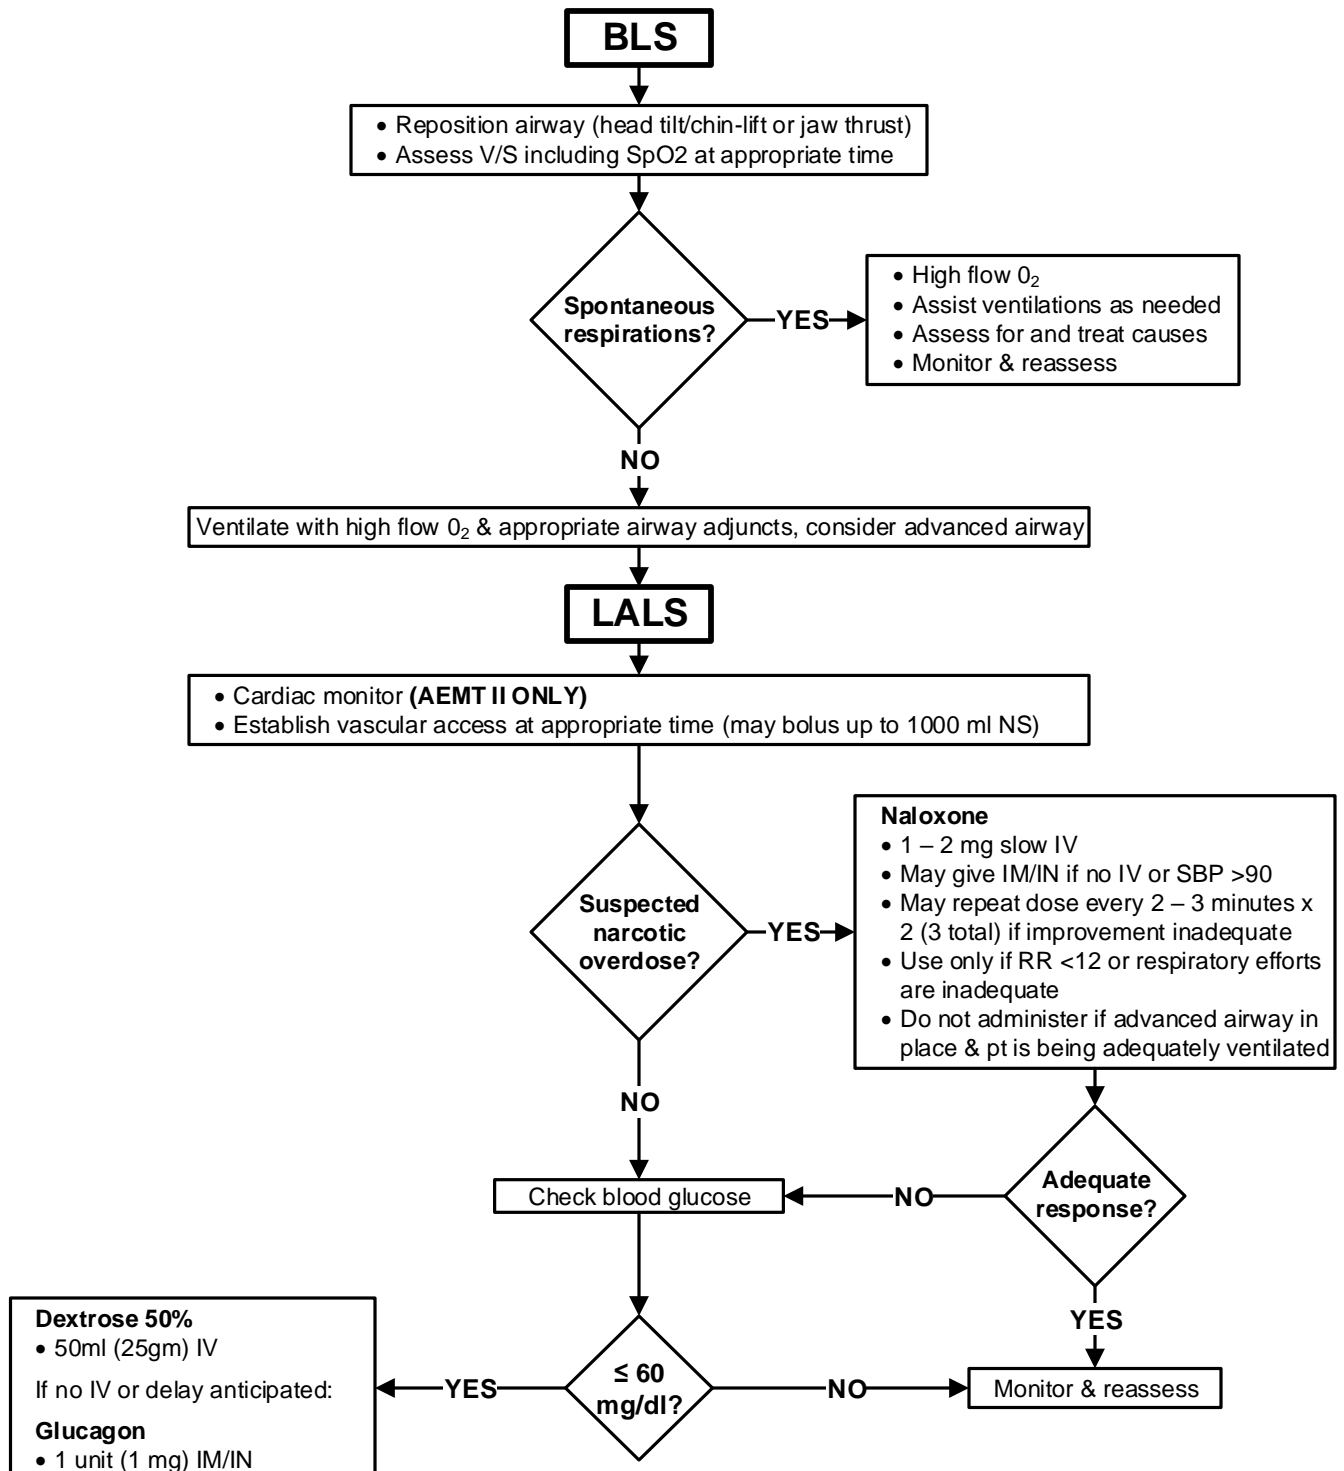 BLS
• Reposition airway (head tilt/chin-lift or jaw thrust)
• Assess V/S including SpO2 at appropriate time
Spontaneous
respirations?
YES
• High flow 0₂
• Assist ventilations as needed
• Assess for and treat causes
• Monitor & reassess
NO
Ventilate with high flow 0₂ & appropriate airway adjuncts, consider advanced airway
LALS
• Cardiac monitor (AEMT II ONLY)
• Establish vascular access at appropriate time (may bolus up to 1000 ml NS)
Suspected
narcotic
overdose?
YES
Naloxone
• 1 – 2 mg slow IV
• May give IM/IN if no IV or SBP >90
• May repeat dose every 2 – 3 minutes x
2 (3 total) if improvement inadequate
• Use only if RR <12 or respiratory efforts
are inadequate
• Do not administer if advanced airway in
place & pt is being adequately ventilated
NO
Check blood glucose
NO
Adequate
response?
YES
Dextrose 50%
• 50ml (25gm) IV
If no IV or delay anticipated:
Glucagon
• 1 unit (1 mg) IM/IN
YES
≤ 60
mg/dl?
NO
Monitor & reassess